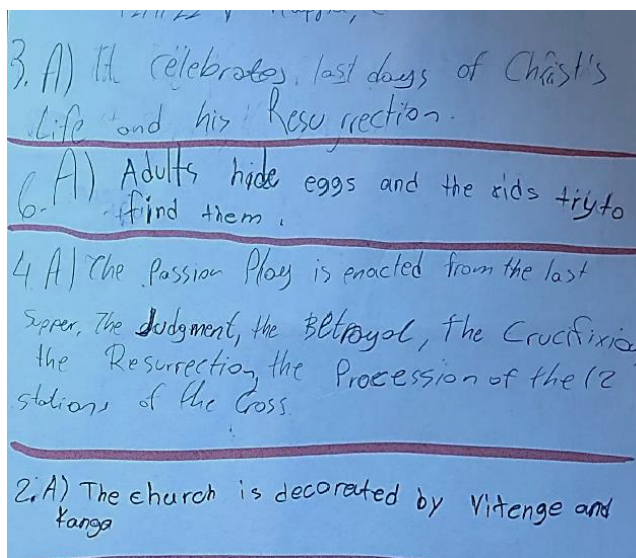 3. A) It celebrates last days of Christ's
Life and his Resurrection.
6. A) Adults hide eggs and the kids try to
find them.
4. A) The Passion Play is enacted from the last
Supper, The Judgment, the Betrayal, the Crucifixio
the Resurrection, the Procession of the 12
stations of the Cross.
2. A) The church is decorated by Vitenge and
Kanga